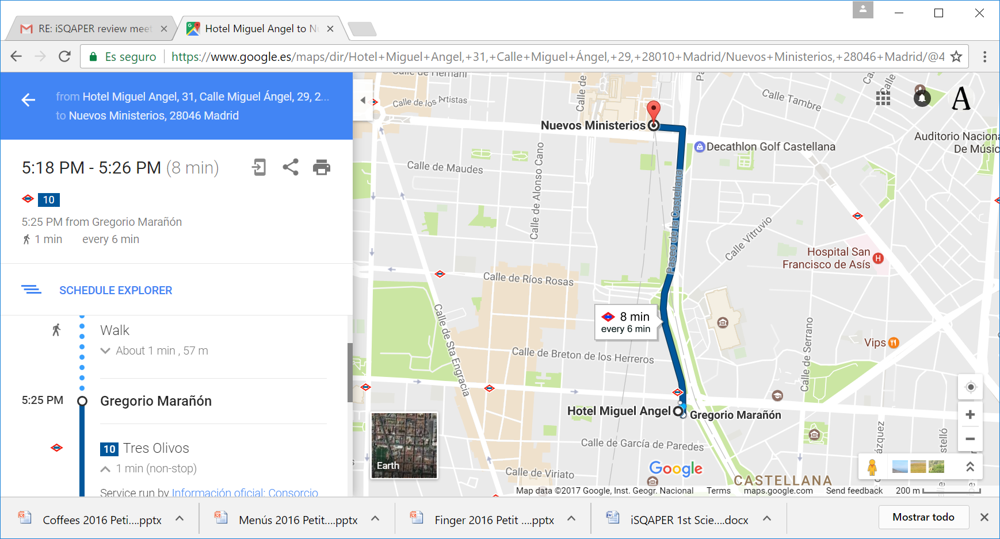 RE: iSQAPER review meet
Hotel Miguel Angel to Nu
Es seguro
https://www.google.es/maps/dir/Hotel+Miguel+Angel,+31,+Calle+Miguel+Ángel,+29,+28010+Madrid/Nuevos+Ministerios,+28046+Madrid/@4
from Hotel Miguel Angel, 31, Calle Miguel Ángel, 29, 2...
to Nuevos Ministerios, 28046 Madrid
5:18 PM - 5:26 PM (8 min)
10
5:25 PM from Gregorio Marañón
1 min every 6 min
SCHEDULE EXPLORER
Walk
About 1 min , 57 m
5:25 PM Gregorio Marañón
10 Tres Olivos
1 min (non-stop)
Service run by Información oficial: Consorcio
Calle de Hernani
Calle de los Artistas
Calle de
Calle Tambre
Calle
A
Nuevos Ministerios
Decathlon Golf Castellana
Auditorio Naciona
De Músic
Calle de Maudes
Calle de Alonso Cano
Paseo de la Castellana
Calle Vitruvio
Hospital San
Francisco de Asís
H
Calle de Ríos Rosas
8 min
every 6 min
Calle de Sta Engracia
Calle de Breton de los Herreros
Calle de Serrano
Vips
Hotel Miguel Angel
Gregorio Marañón
Calle de García de Paredes
Calle de Viriato
Google
CASTELLANA
Earth
Map data ©2017 Google, Inst. Geogr. Nacional Terms maps.google.com Send feedback 200 m
Coffees 2016 Peti....pptx
Menús 2016 Petit....pptx
Finger 2016 Petit ....pptx
iSQAPER 1st Scie....docx
Mostrar todo